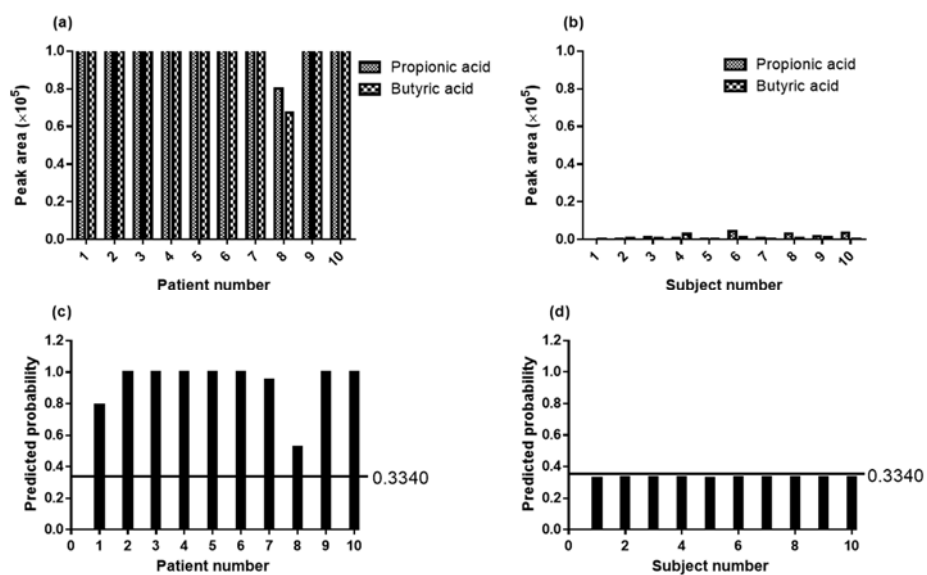 (a)
Peak area (×10⁵)
1.0
0.8
0.6
0.4
0.2
0.0
1 2 3 4 5 6 7 8 9 10
Patient number
Propionic acid
Butyric acid
(b)
Peak area (×10⁵)
1.0
0.8
0.6
0.4
0.2
0.0
1 2 3 4 5 6 7 8 9 10
Subject number
Propionic acid
Butyric acid
(c)
Predicted probability
1.2
1.0
0.8
0.6
0.4
0.2
0.0
0 1 2 3 4 5 6 7 8 9 10
Patient number
0.3340
(d)
Predicted probability
1.2
1.0
0.8
0.6
0.4
0.2
0.0
0 2 4 6 8 10
Subject number
0.3340